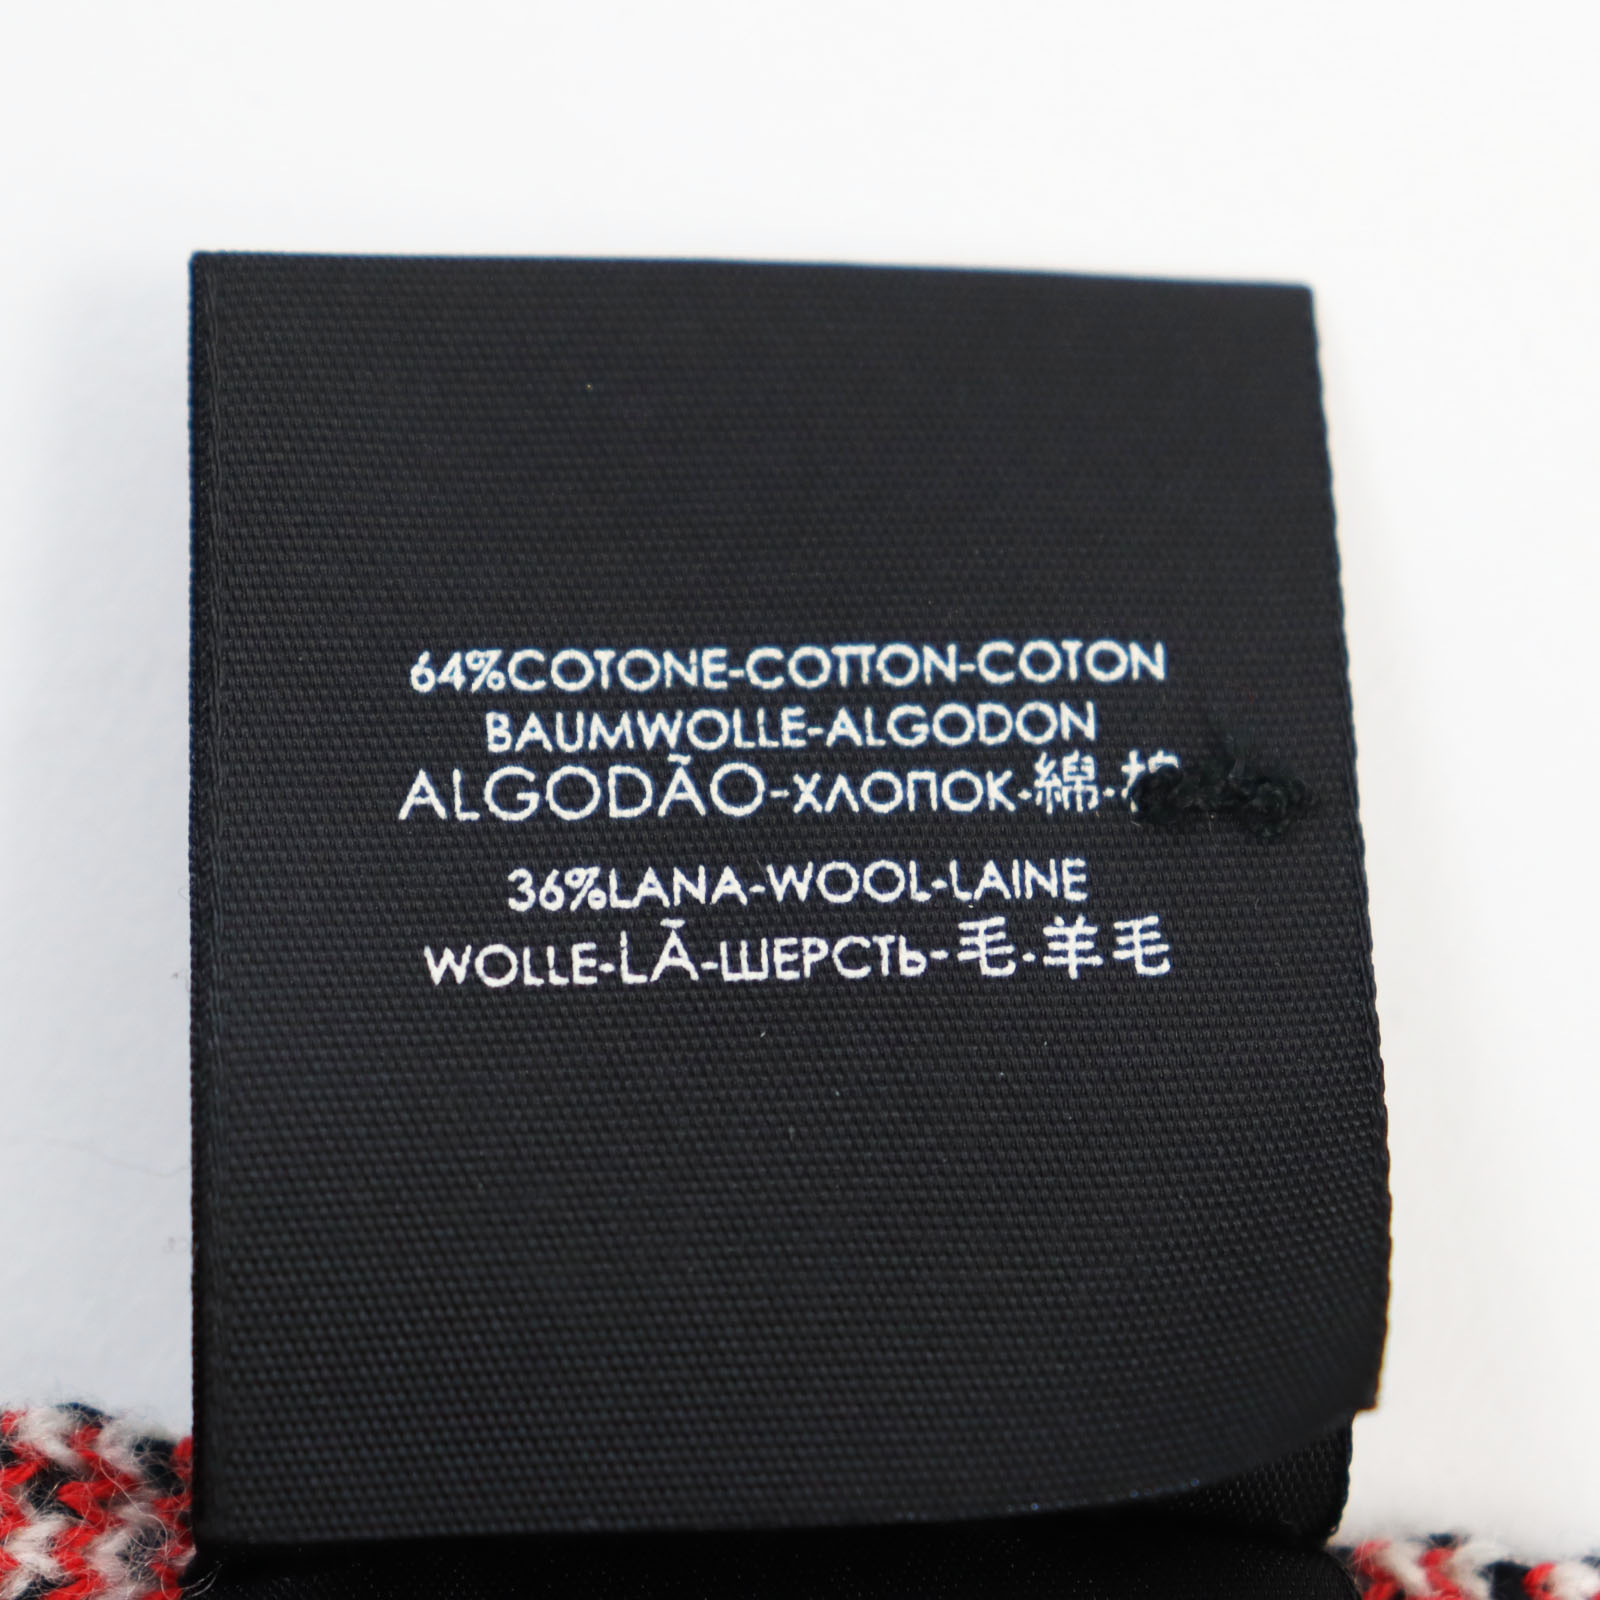 64%COTONE-COTTON-COTON
BAUMWOLLE-ALGODON
ALGODÃO-ХЛОПОК-綿-
36%LANA-WOOL-LAINE
WOLLE-LÃ-ШЕРСТЬ-毛-羊毛